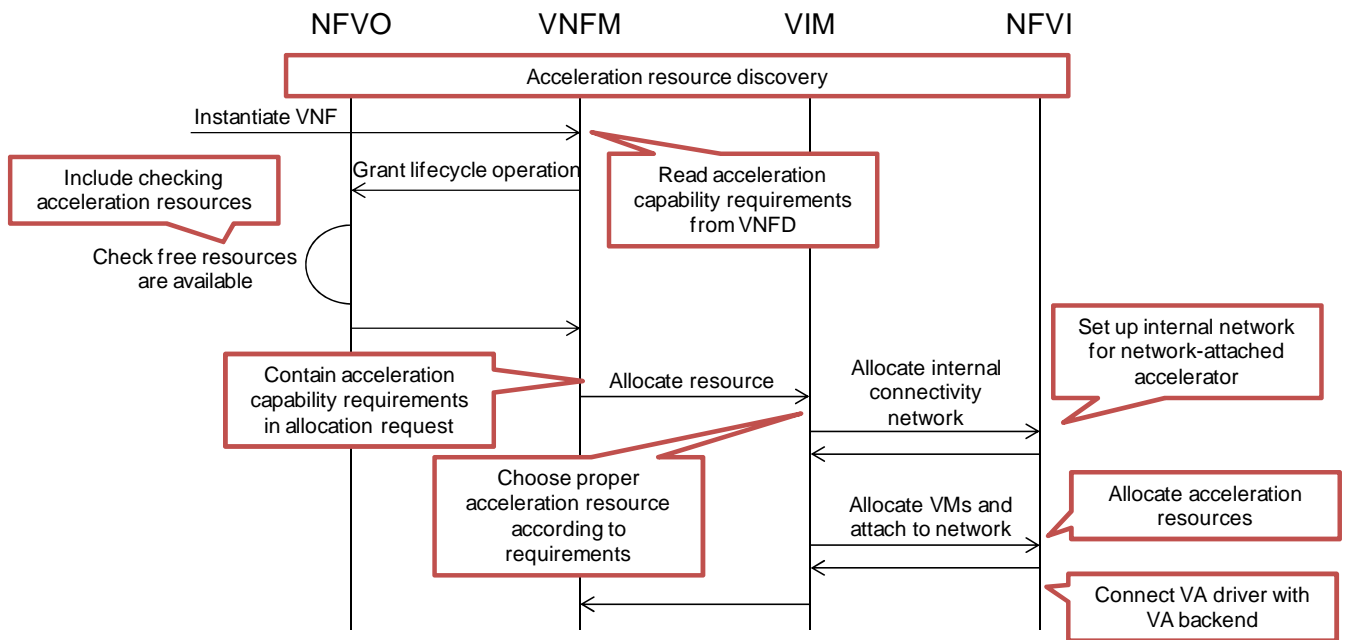 NFVO
VNFM
VIM
NFVI
Acceleration resource discovery
Instantiate VNF
Grant lifecycle operation
Include checking
acceleration resources
Read acceleration
capability requirements
from VNFD
Check free resources
are available
Set up internal network
for network-attached
accelerator
Contain acceleration
capability requirements
in allocation request
Allocate resource
Allocate internal
connectivity
network
Choose proper
acceleration resource
according to
requirements
Allocate VMs and
attach to network
Allocate acceleration
resources
Connect VA driver with
VA backend